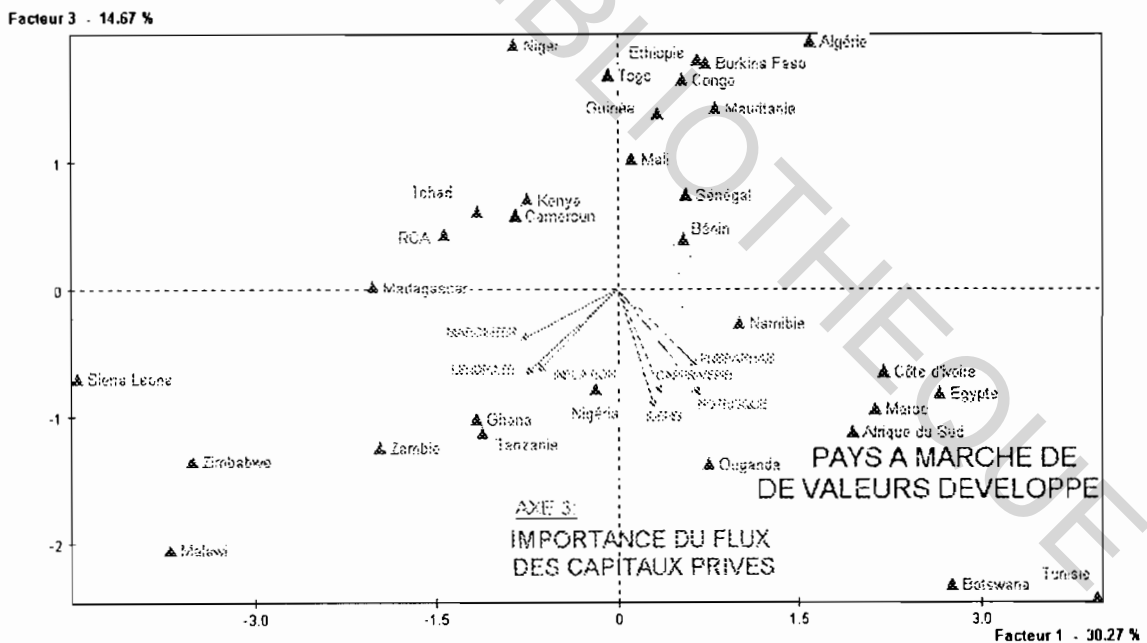 Facteur 3 - 14.67 %
BIBLIOTHEQUE
Niger
Algérie
Ethiopie
Burkina Faso
Togo
Congo
Guinée
Mauritanie
Mali
1
Tchad
Kenya
Sénégal
Cameroun
RCA
Bénin
0
Madagascar
Namibie
INFLATION
Sierra Leone
Côte d'Ivoire
Egypte
Nigéria
Maroc
-1
Ghana
Tanzanie
Afrique du Sud
Zambie
Zimbabwe
Ouganda
PAYS A MARCHE DE
DE VALEURS DEVELOPPE
AXE 3:
IMPORTANCE DU FLUX
DES CAPITAUX PRIVES
-2
Malawi
Botswana
Tunisie
-3.0
-1.5
0
1.5
3.0
Facteur 1 - 30.27 %